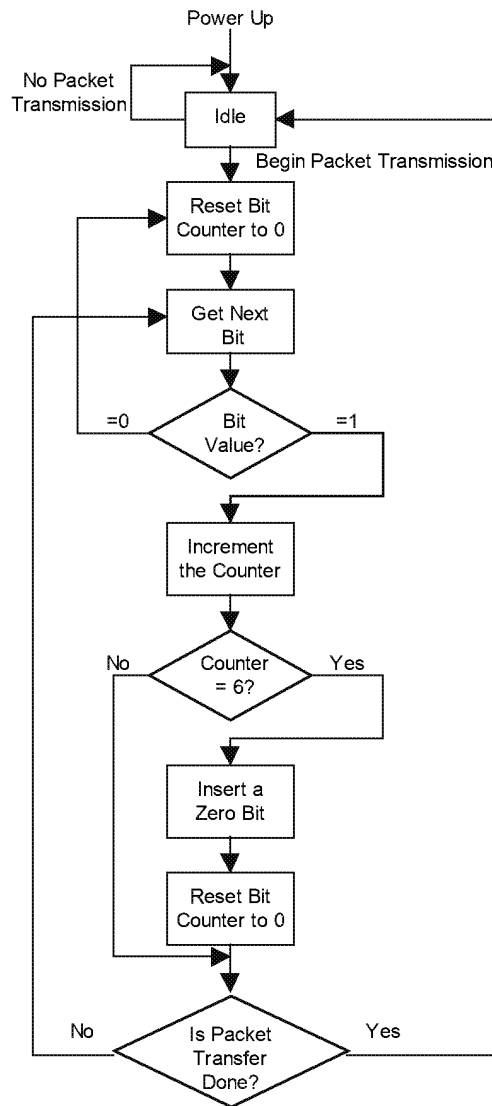 Power Up
No Packet
Transmission
Idle
Begin Packet Transmission
Reset Bit
Counter to 0
Get Next
Bit
=0
Bit
Value?
=1
Increment
the Counter
No
Counter
= 6?
Yes
Insert a
Zero Bit
Reset Bit
Counter to 0
No
Is Packet
Transfer
Done?
Yes